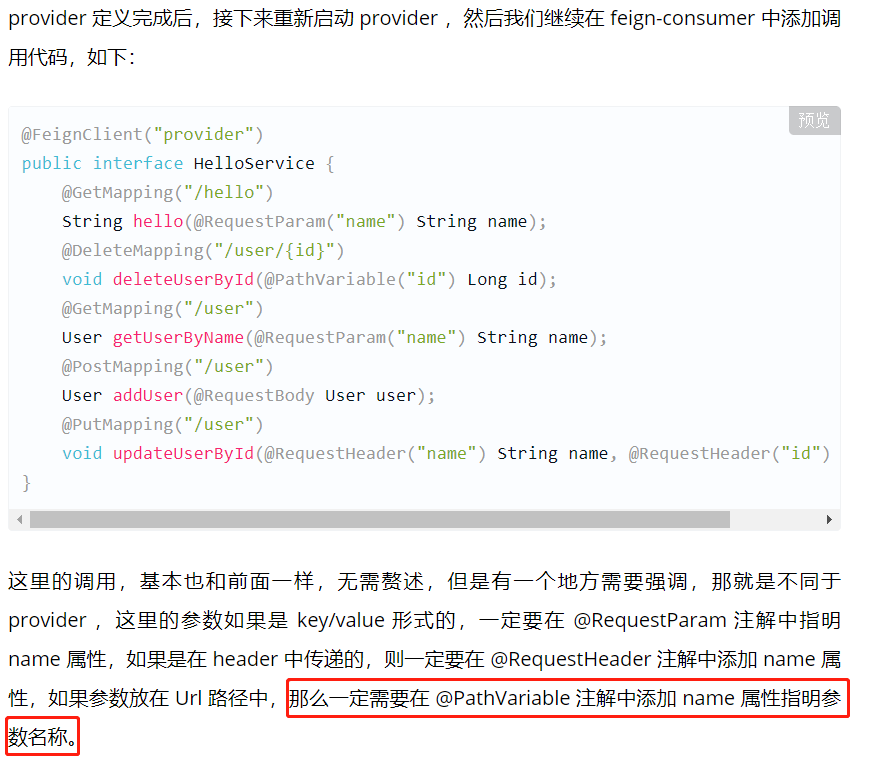 provider 定义完成后，接下来重新启动 provider ，然后我们继续在 feign-consumer 中添加调
用代码，如下：
预览
@FeignClient("provider")
public interface HelloService {
@GetMapping("/hello")
String hello(@RequestParam("name") String name);
@DeleteMapping("/user/{id}")
void deleteUserById(@PathVariable("id") Long id);
@GetMapping("/user")
User getUserByName(@RequestParam("name") String name);
@PostMapping("/user")
User addUser(@RequestBody User user);
@PutMapping("/user")
void updateUserById(@RequestHeader("name") String name, @RequestHeader("id")
}
这里的调用，基本也和前面一样，无需赘述，但是有一个地方需要强调，那就是不同于
provider ，这里的参数如果是 key/value 形式的，一定要在 @RequestParam 注解中指明
name 属性，如果是在 header 中传递的，则一定要在 @RequestHeader 注解中添加 name 属
性，如果参数放在 Url 路径中，那么一定需要在 @PathVariable 注解中添加 name 属性指明参
数名称。